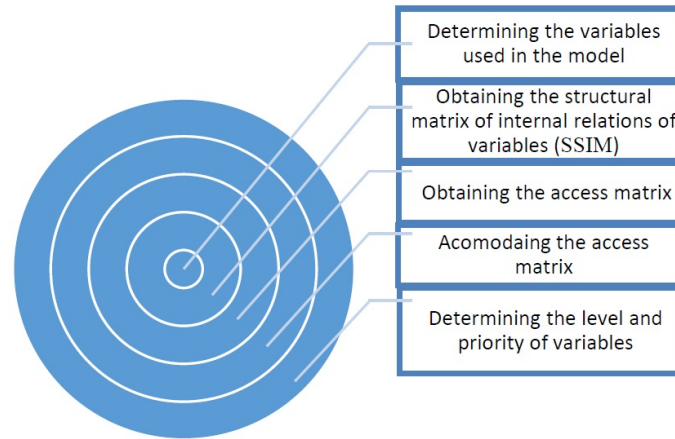 Determining the variables
used in the model
Obtaining the structural
matrix of internal relations of
variables (SSIM)
Obtaining the access matrix
Acomodaing the access
matrix
Determining the level and
priority of variables